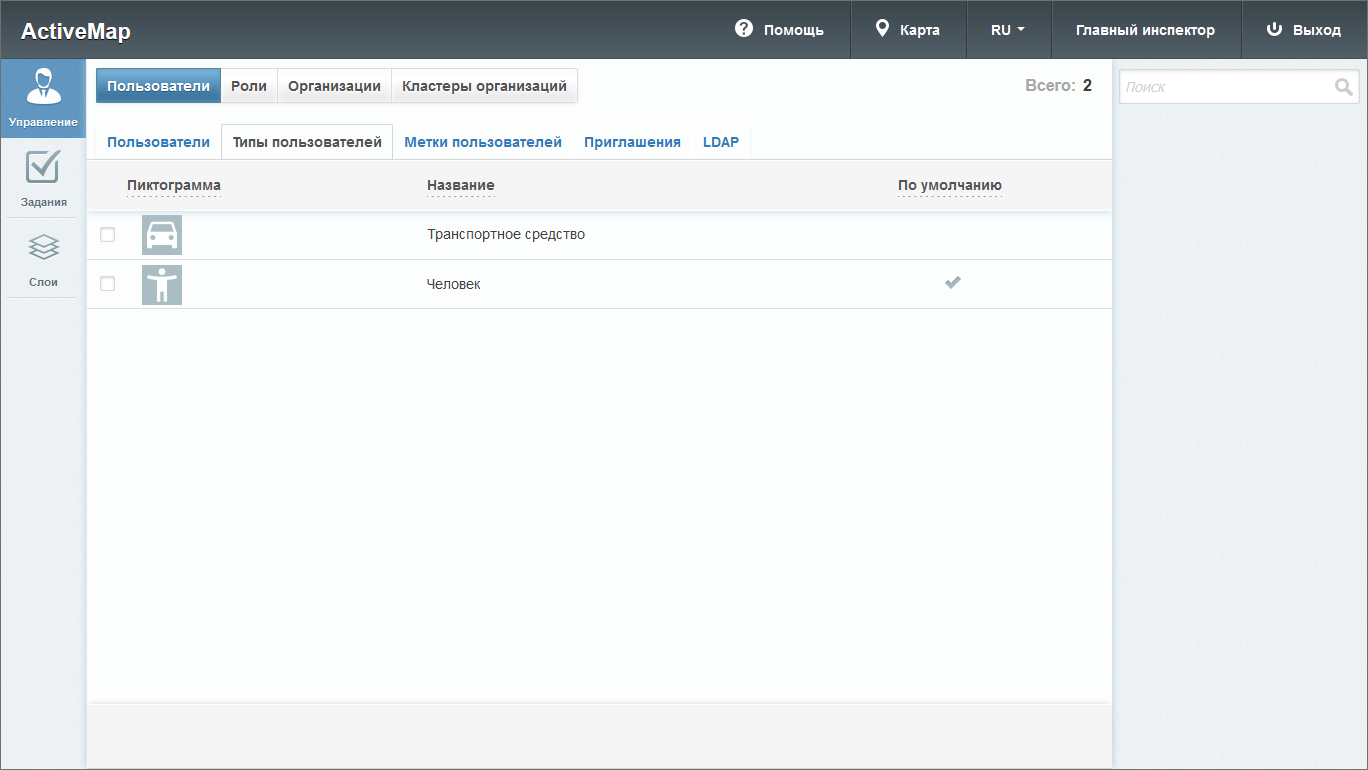 ActiveMap
Помощь
Карта
RU
Главный инспектор
Выход
Управление
Задания
Слои
Пользователи Роли Организации Кластеры организаций
Всего: 2
Пользователи Типы пользователей Метки пользователей Приглашения LDAP
Пиктограмма Название По умолчанию
Транспортное средство
Человек
Поиск